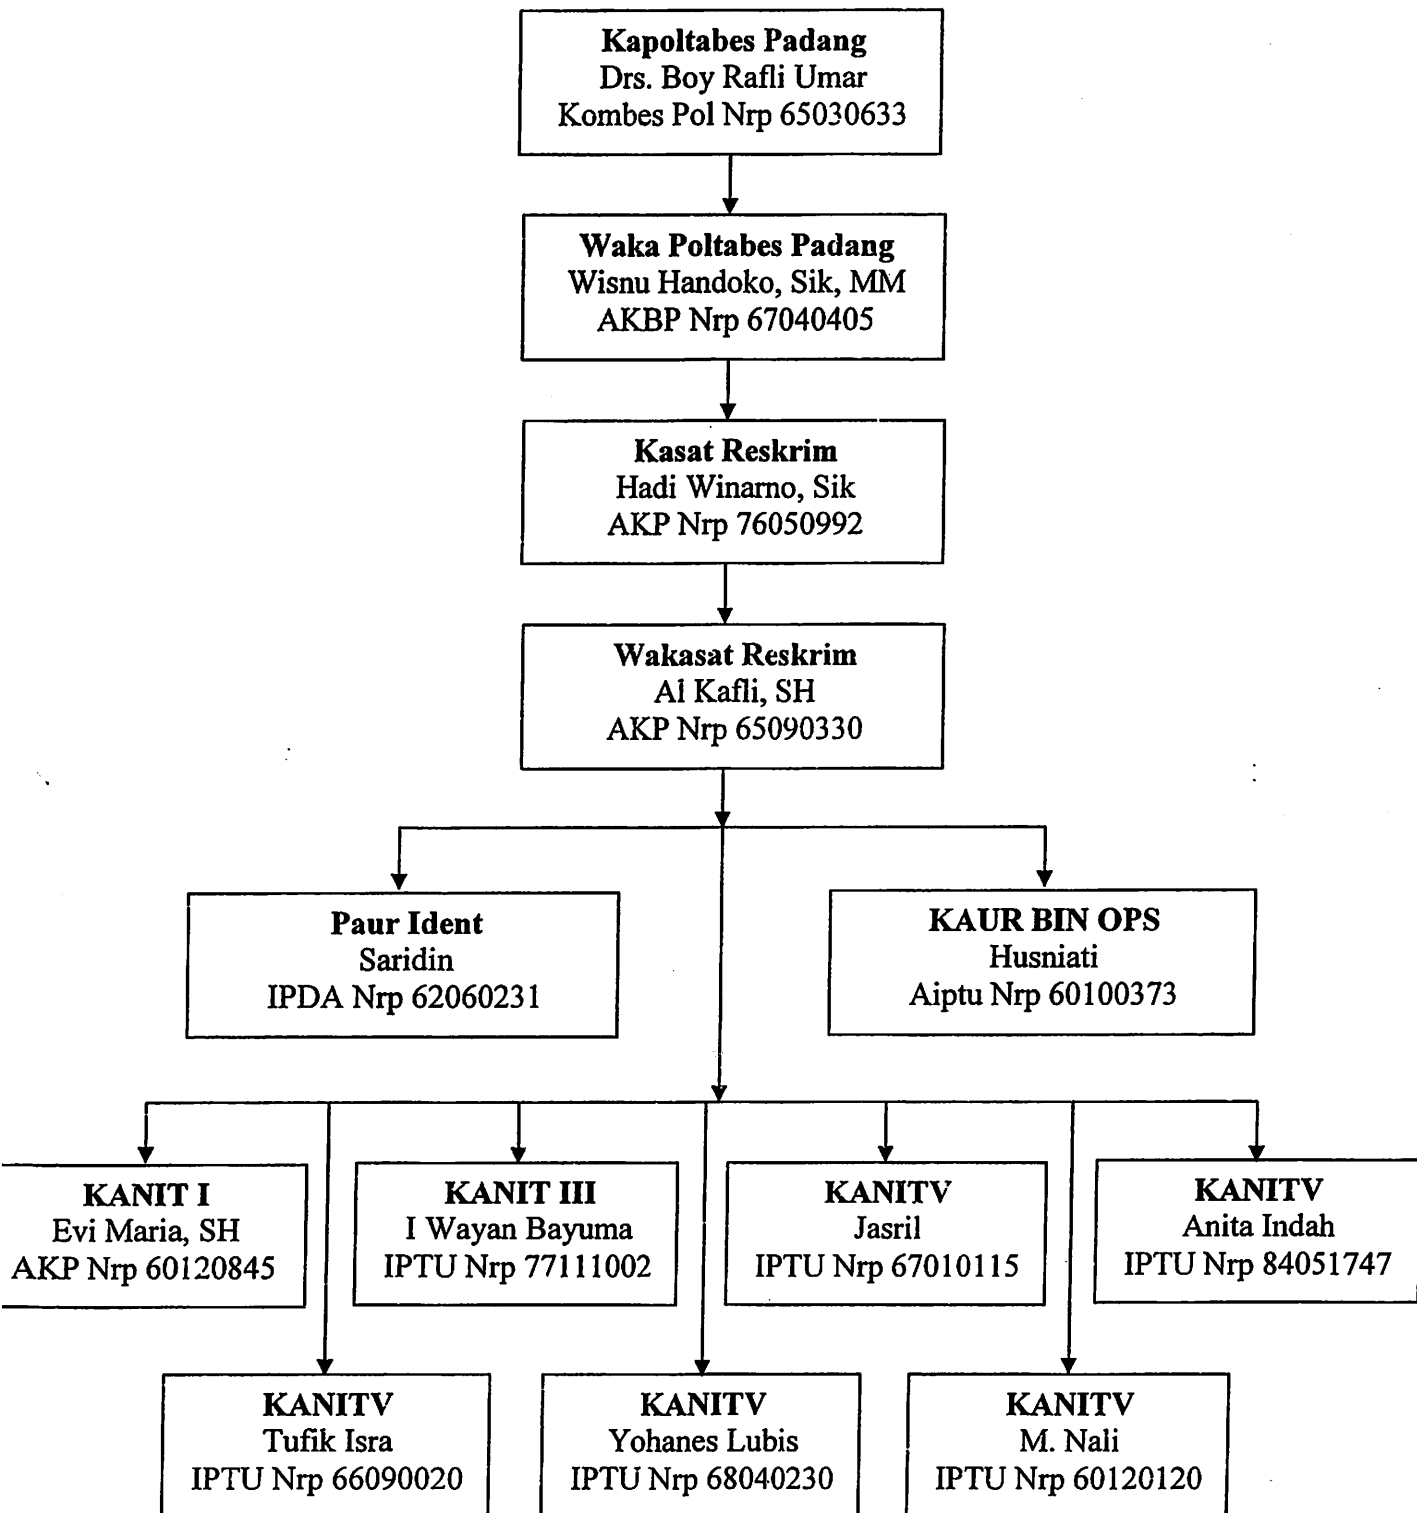 Kapoltabes Padang
Drs. Boy Rafli Umar
Kombes Pol Nrp 65030633
Waka Poltabes Padang
Wisnu Handoko, Sik, MM
AKBP Nrp 67040405
Kasat Reskrim
Hadi Winarno, Sik
AKP Nrp 76050992
Wakasat Reskrim
Al Kafli, SH
AKP Nrp 65090330
Paur Ident
Saridin
IPDA Nrp 62060231
KAUR BIN OPS
Husniati
Aiptu Nrp 60100373
KANIT I
Evi Maria, SH
AKP Nrp 60120845
KANIT III
I Wayan Bayuma
IPTU Nrp 77111002
KANITV
Jasril
IPTU Nrp 67010115
KANITV
Anita Indah
IPTU Nrp 84051747
KANITV
Tufik Isra
IPTU Nrp 66090020
KANITV
Yohanes Lubis
IPTU Nrp 68040230
KANITV
M. Nali
IPTU Nrp 60120120